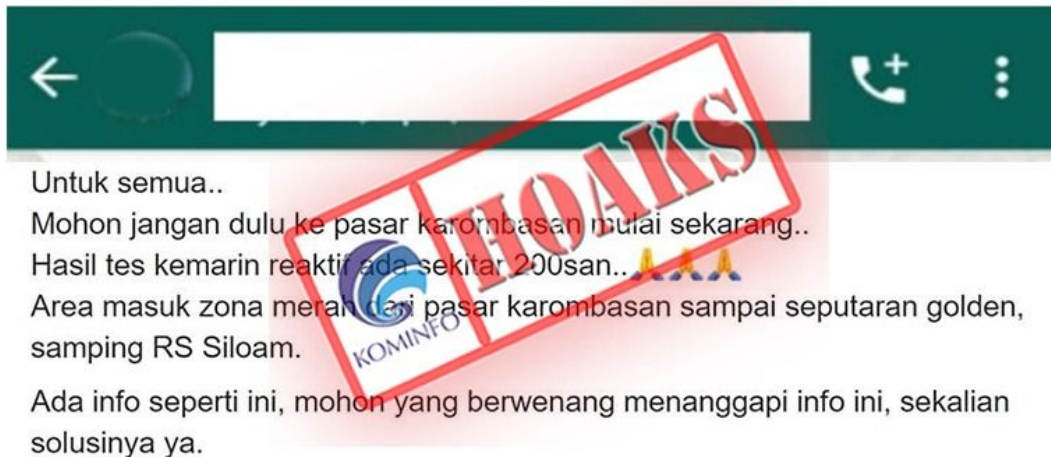 Untuk semua..
Mohon jangan dulu ke pasar karombasan mulai sekarang..
Hasil tes kemarin reaktif ada sekitar 200san..🙏🙏🙏
Area masuk zona merah dari pasar karombasan sampai seputaran golden,
samping RS Siloam.
Ada info seperti ini, mohon yang berwenang menanggapi info ini, sekalian
solusinya ya.
HOAKS
KOMINFO